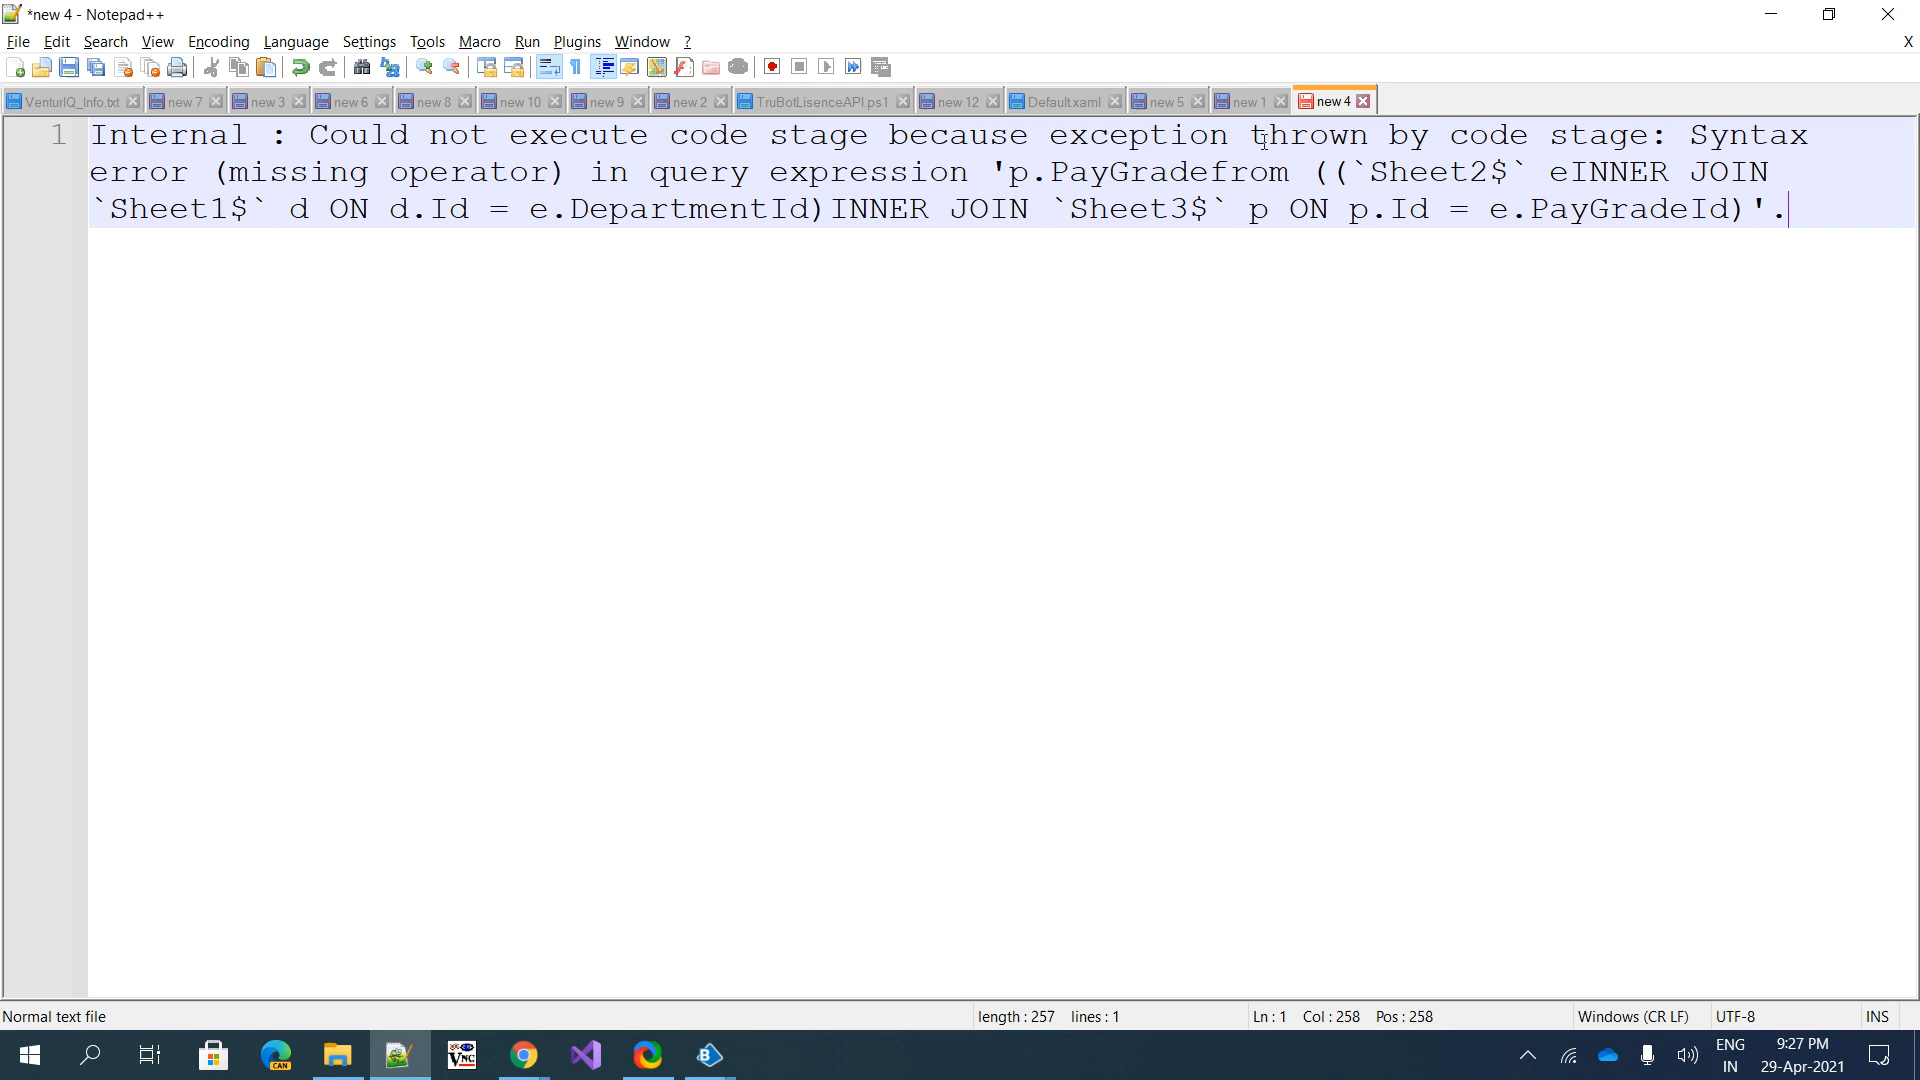 *new 4 - Notepad++
File Edit Search View Encoding Language Settings Tools Macro Run Plugins Window ? X
VenturIQ_Info.txt new 7 new 3 new 6 new 8 new 10 new 9 new 2 TruBotLisenceAPI.ps1 new 12 Default.xaml new 5 new 1 new 4
1 Internal : Could not execute code stage because exception thrown by code stage: Syntax
error (missing operator) in query expression 'p.PayGradefrom ((`Sheet2$` eINNER JOIN
`Sheet1$` d ON d.Id = e.DepartmentId)INNER JOIN `Sheet3$` p ON p.Id = e.PayGradeId)'.
Normal text file length : 257 lines : 1 Ln : 1 Col : 258 Pos : 258 Windows (CR LF) UTF-8 INS
CAN VNC B ENG 9:27 PM
IN 29-Apr-2021